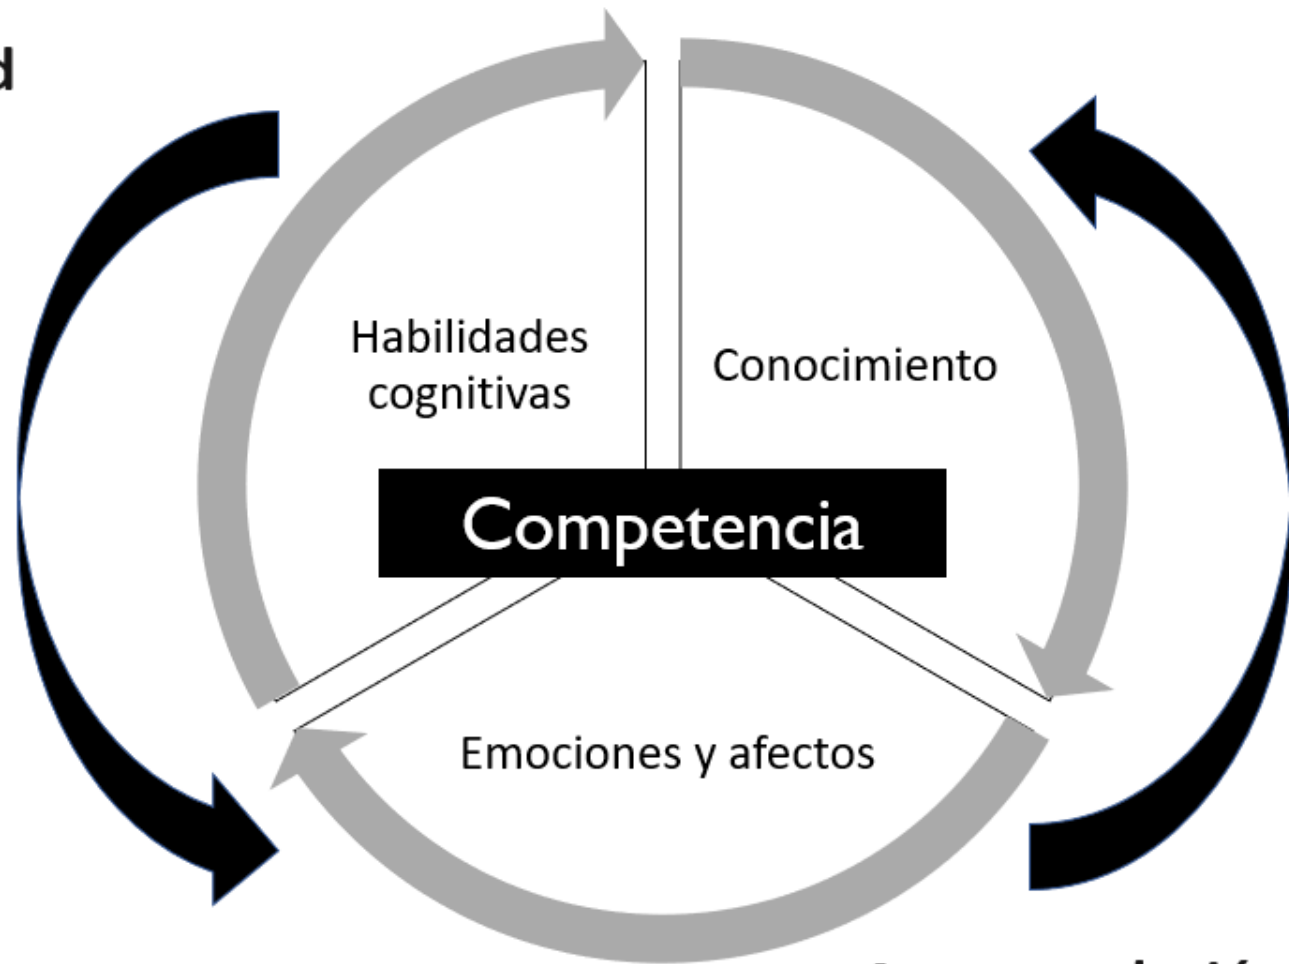 d
Habilidades
cognitivas
Conocimiento
Competencia
Emociones y afectos